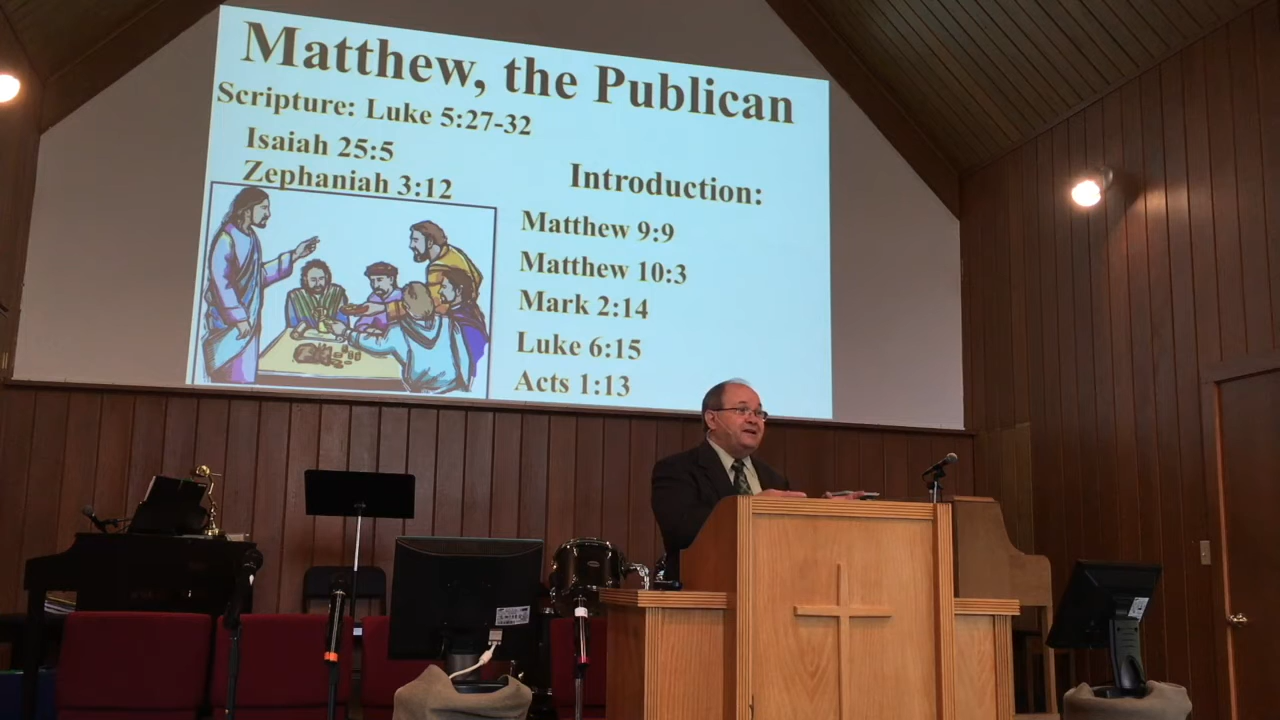 Matthew, the Publican
Scripture: Luke 5:27-32
Isaiah 25:5
Zephaniah 3:12
Introduction:
Matthew 9:9
Matthew 10:3
Mark 2:14
Luke 6:15
Acts 1:13